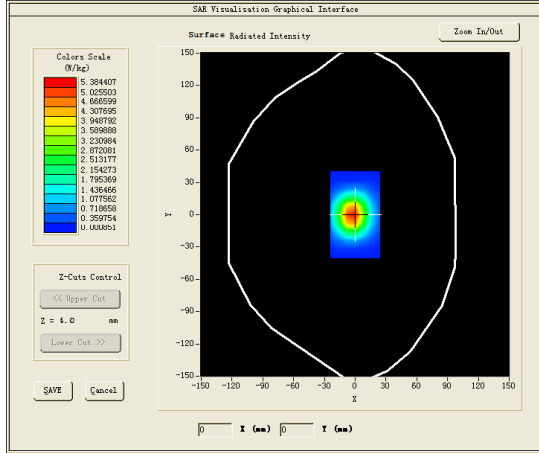 SAR Visualisation Graphical Interface
Surface Radiated Intensity
Zoom In/Out
Colors Scale
(W/kg)
5.384407
5.025503
4.666599
4.307695
3.948792
3.589888
3.230984
2.872081
2.513177
2.154273
1.795369
1.436466
1.077562
0.718658
0.359754
0.000851
150
120
90
60
30
0
-30
-60
-90
-120
-150
Y
-150 -120 -90 -60 -30 0 30 60 90 120 150
X
Z-Cuts Control
<< Upper Cut
Z = 4.0 mm
Lower Cut >>
SAVE Cancel
0 X (mm) 0 Y (mm)